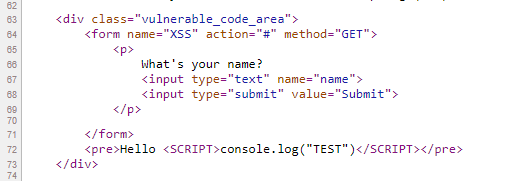 62
63 <div class="vulnerable_code_area">
64 <form name="XSS" action="#" method="GET">
65 <p>
66 What's your name?
67 <input type="text" name="name">
68 <input type="submit" value="Submit">
69 </p>
70
71 </form>
72 <pre>Hello <SCRIPT>console.log("TEST")</SCRIPT></pre>
73 </div>
74